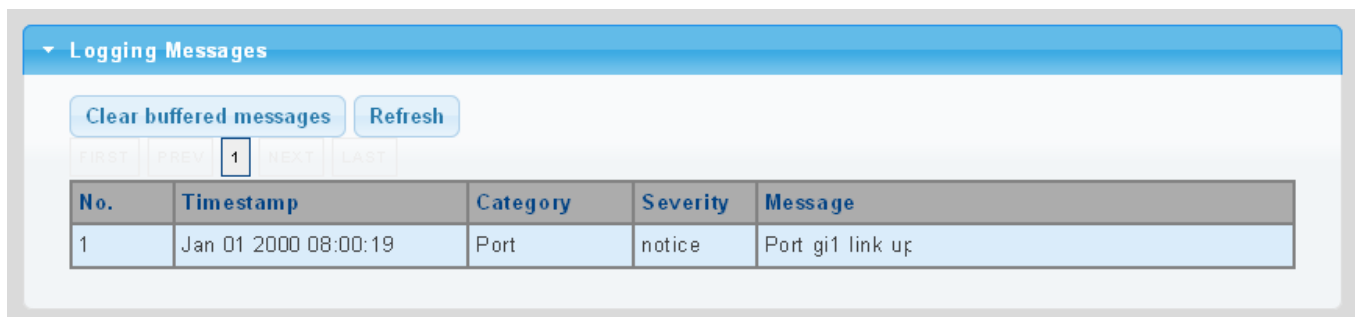 Logging Messages
Clear buffered messages Refresh
FIRST PREV 1 NEXT LAST
No. Timestamp Category Severity Message
1 Jan 01 2000 08:00:19 Port notice Port gi1 link up